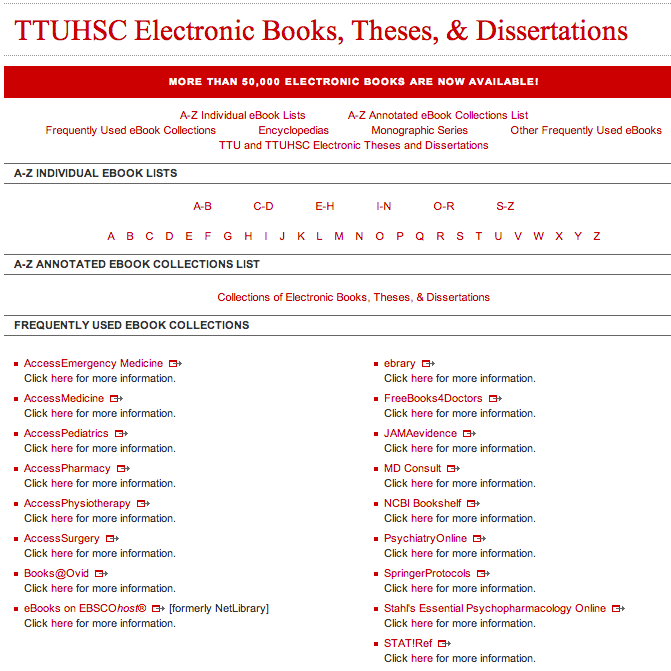 TTUHSC Electronic Books, Theses, & Dissertations
MORE THAN 50,000 ELECTRONIC BOOKS ARE NOW AVAILABLE!
A-Z Individual eBook Lists A-Z Annotated eBook Collections List
Frequently Used eBook Collections Encyclopedias Monographic Series Other Frequently Used eBooks
TTU and TTUHSC Electronic Theses and Dissertations
A-Z INDIVIDUAL EBOOK LISTS
A-B C-D E-H I-N O-R S-Z
A B C D E F G H I J K L M N O P Q R S T U V W X Y Z
A-Z ANNOTATED EBOOK COLLECTIONS LIST
Collections of Electronic Books, Theses, & Dissertations
FREQUENTLY USED EBOOK COLLECTIONS
AccessEmergency Medicine
Click here for more information.
AccessMedicine
Click here for more information.
AccessPediatrics
Click here for more information.
AccessPharmacy
Click here for more information.
AccessPhysiotherapy
Click here for more information.
AccessSurgery
Click here for more information.
Books@Ovid
Click here for more information.
eBooks on EBSCOhost® [formerly NetLibrary]
Click here for more information.
ebrary
Click here for more information.
FreeBooks4Doctors
Click here for more information.
JAMAevidence
Click here for more information.
MD Consult
Click here for more information.
NCBI Bookshelf
Click here for more information.
PsychiatryOnline
Click here for more information.
SpringerProtocols
Click here for more information.
Stahl's Essential Psychopharmacology Online
Click here for more information.
STAT!Ref
Click here for more information.